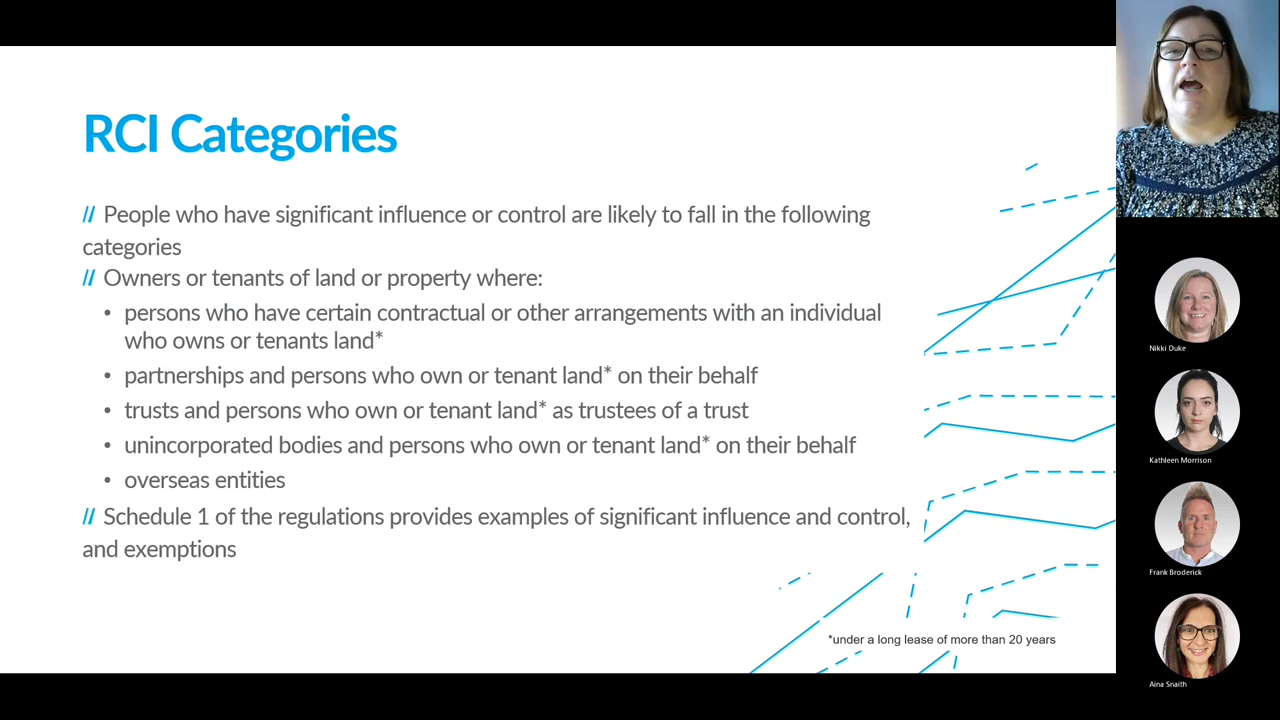 RCI Categories
// People who have significant influence or control are likely to fall in the following
categories
// Owners or tenants of land or property where:
• persons who have certain contractual or other arrangements with an individual
who owns or tenants land*
• partnerships and persons who own or tenant land* on their behalf
• trusts and persons who own or tenant land* as trustees of a trust
• unincorporated bodies and persons who own or tenant land* on their behalf
• overseas entities
// Schedule 1 of the regulations provides examples of significant influence and control,
and exemptions
*under a long lease of more than 20 years
Nikki Duke
Kathleen Morrison
Frank Broderick
Aina Snaith